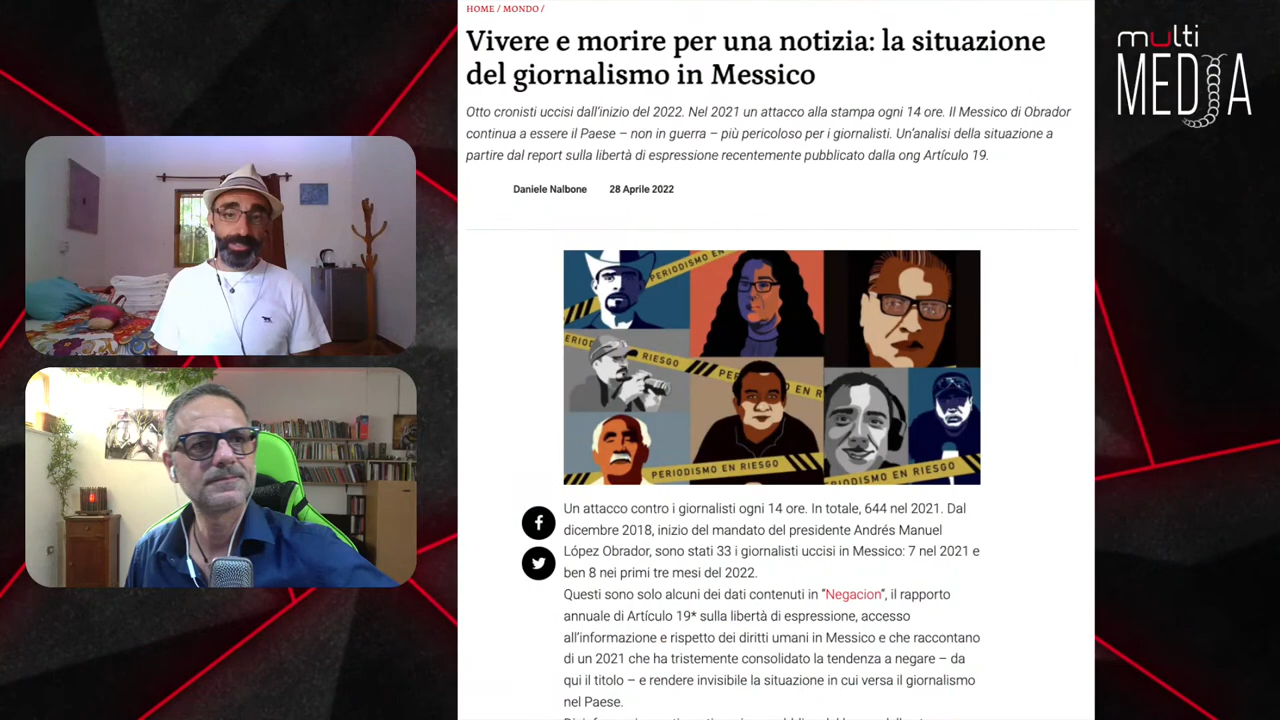 HOME / MONDO /
Vivere e morire per una notizia: la situazione
del giornalismo in Messico
Otto cronisti uccisi dall'inizio del 2022. Nel 2021 un attacco alla stampa ogni 14 ore. Il Messico di Obrador
continua a essere il Paese – non in guerra – più pericoloso per i giornalisti. Un'analisi della situazione a
partire dal report sulla libertà di espressione recentemente pubblicato dalla ong Artículo 19.
Daniele Nalbone 28 Aprile 2022
PERIODISMO EN
RIESGO
EN R
PERIODISMO EN RIESGO
PERIODISMO EN RIESGO
Un attacco contro i giornalisti ogni 14 ore. In totale, 644 nel 2021. Dal
dicembre 2018, inizio del mandato del presidente Andrés Manuel
López Obrador, sono stati 33 i giornalisti uccisi in Messico: 7 nel 2021 e
ben 8 nei primi tre mesi del 2022.
Questi sono solo alcuni dei dati contenuti in “Negacion”, il rapporto
annuale di Artículo 19* sulla libertà di espressione, accesso
all'informazione e rispetto dei diritti umani in Messico e che raccontano
di un 2021 che ha tristemente consolidato la tendenza a negare – da
qui il titolo – e rendere invisibile la situazione in cui versa il giornalismo
nel Paese.
multi
MEDIA